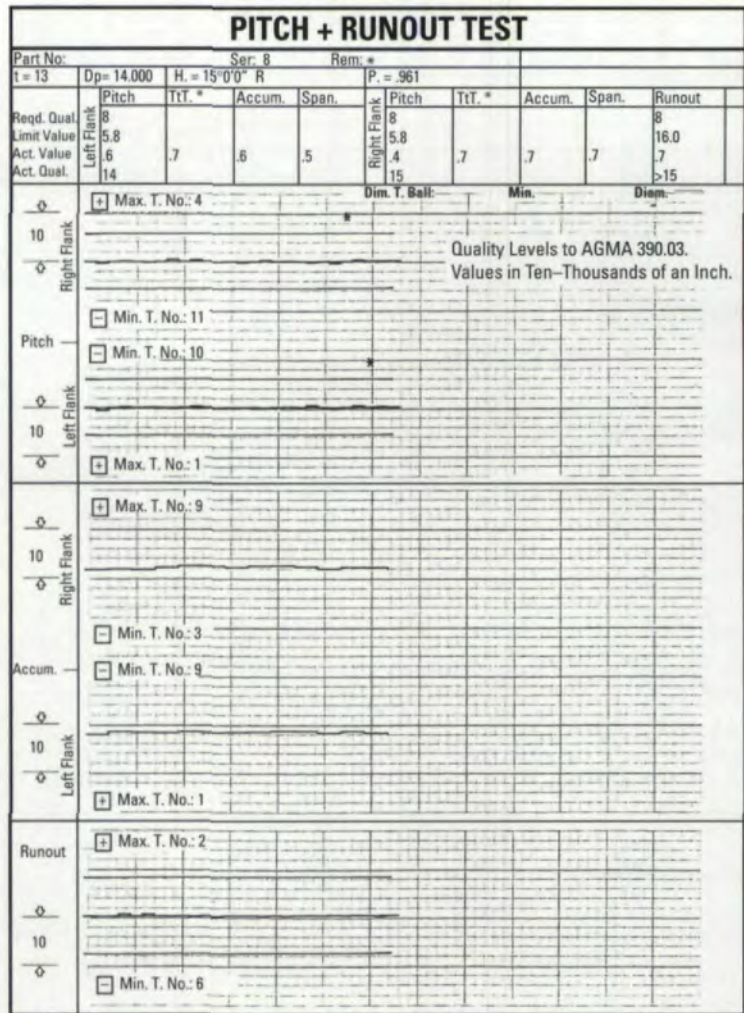 PITCH + RUNOUT TEST
Part No: Ser: 8 Rem: *
t = 13 Dp= 14.000 H. = 15°0'0" R P. = .961
Left Flank Pitch TtT. * Accum. Span. Right Flank Pitch TtT. * Accum. Span. Runout
Reqd. Qual. 8 8 8
Limit Value 5.8 5.8 16.0
Act. Value .6 .7 .6 .5 .4 .7 .7 .7 .7
Act. Qual. 14 15 >15
+ Max. T. No.: 4 Dim. T. Ball: Min. Diam.
*
10
Right Flank
Quality Levels to AGMA 390.03.
Values in Ten–Thousands of an Inch.
- Min. T. No.: 11
Pitch
- Min. T. No.: 10
*
10
Left Flank
+ Max. T. No.: 1
+ Max. T. No.: 9
10
Right Flank
- Min. T. No.: 3
Accum.
- Min. T. No.: 9
10
Left Flank
+ Max. T. No.: 1
Runout
+ Max. T. No.: 2
10
- Min. T. No.: 6